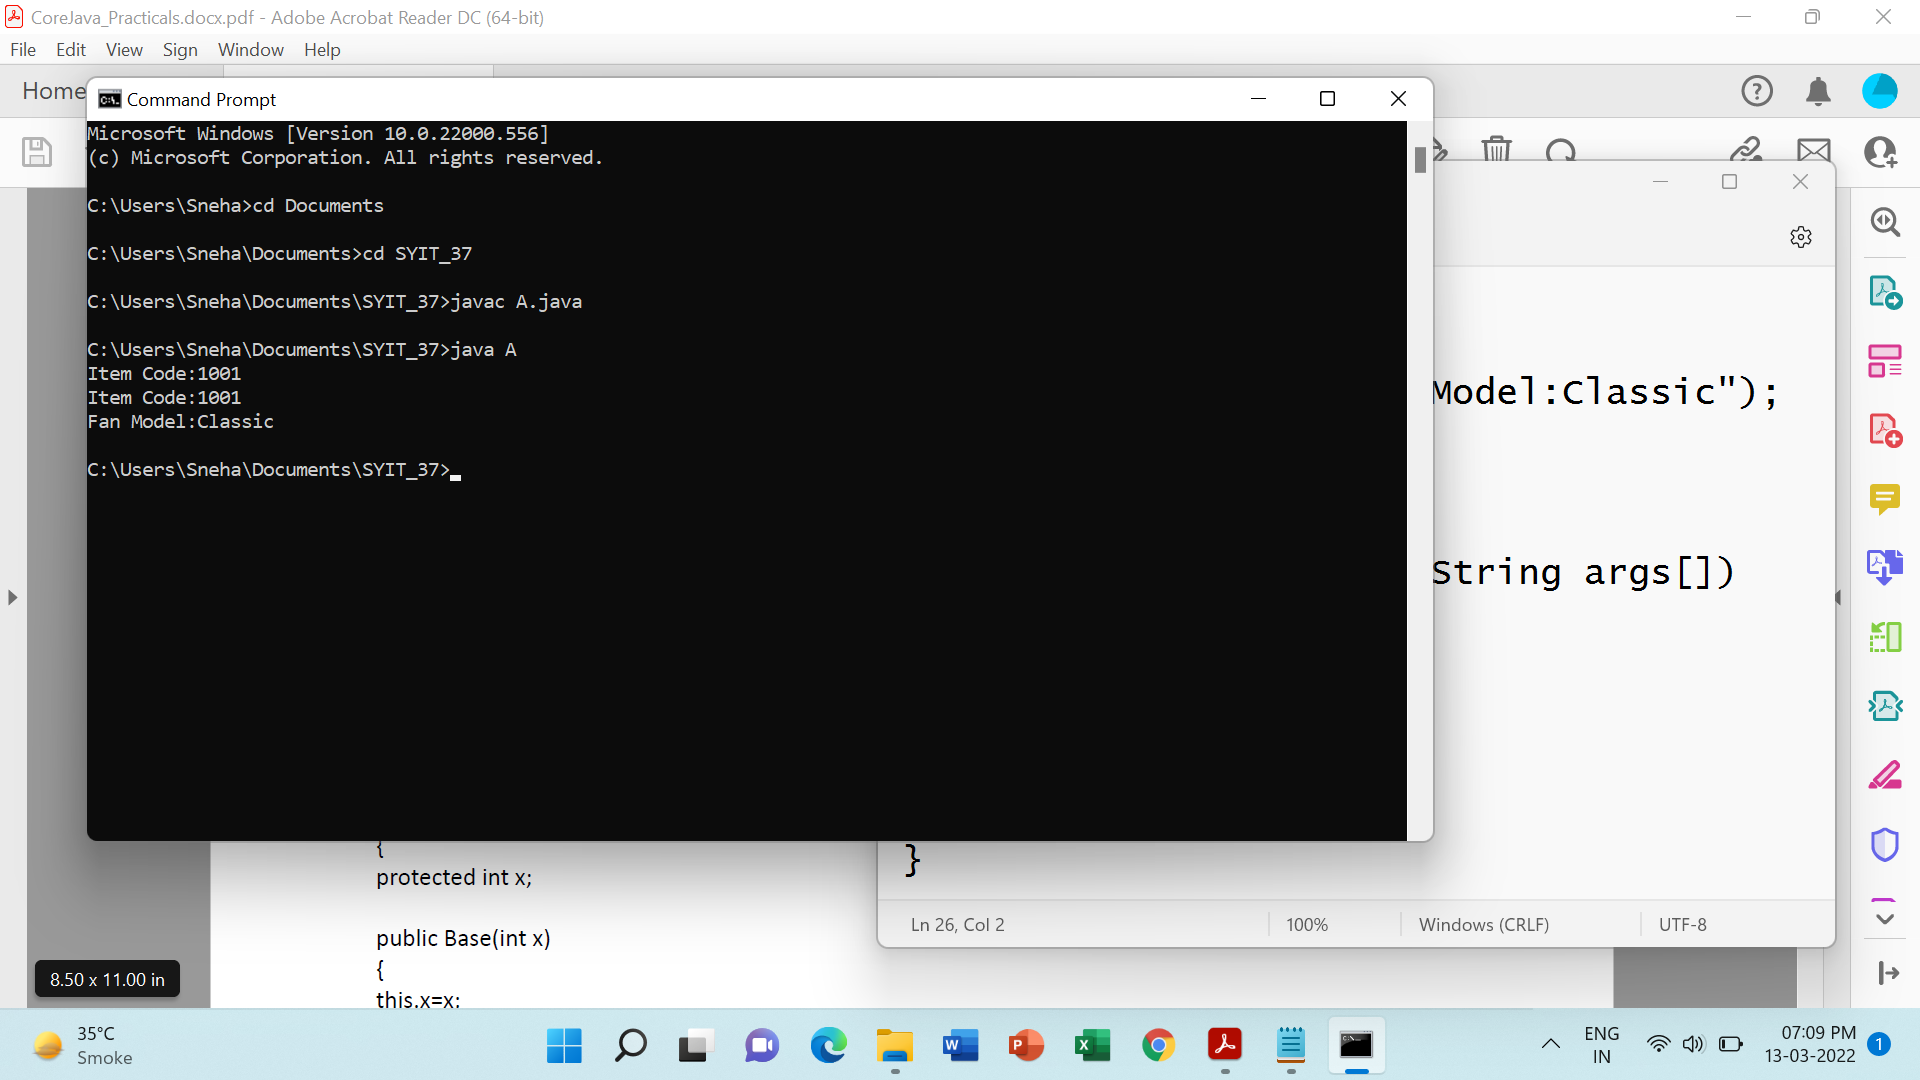 CoreJava_Practicals.docx.pdf - Adobe Acrobat Reader DC (64-bit)
File Edit View Sign Window Help
Home
Command Prompt
Microsoft Windows [Version 10.0.22000.556]
(c) Microsoft Corporation. All rights reserved.
C:\Users\Sneha>cd Documents
C:\Users\Sneha\Documents>cd SYIT_37
C:\Users\Sneha\Documents\SYIT_37>javac A.java
C:\Users\Sneha\Documents\SYIT_37>java A
Item Code:1001
Item Code:1001
Fan Model:Classic
C:\Users\Sneha\Documents\SYIT_37>
Model:Classic");
String args[])
}
Ln 26, Col 2 100% Windows (CRLF) UTF-8
{
protected int x;
public Base(int x)
{
this.x=x;
8.50 x 11.00 in
35°C
Smoke
ENG
IN
07:09 PM
13-03-2022
1